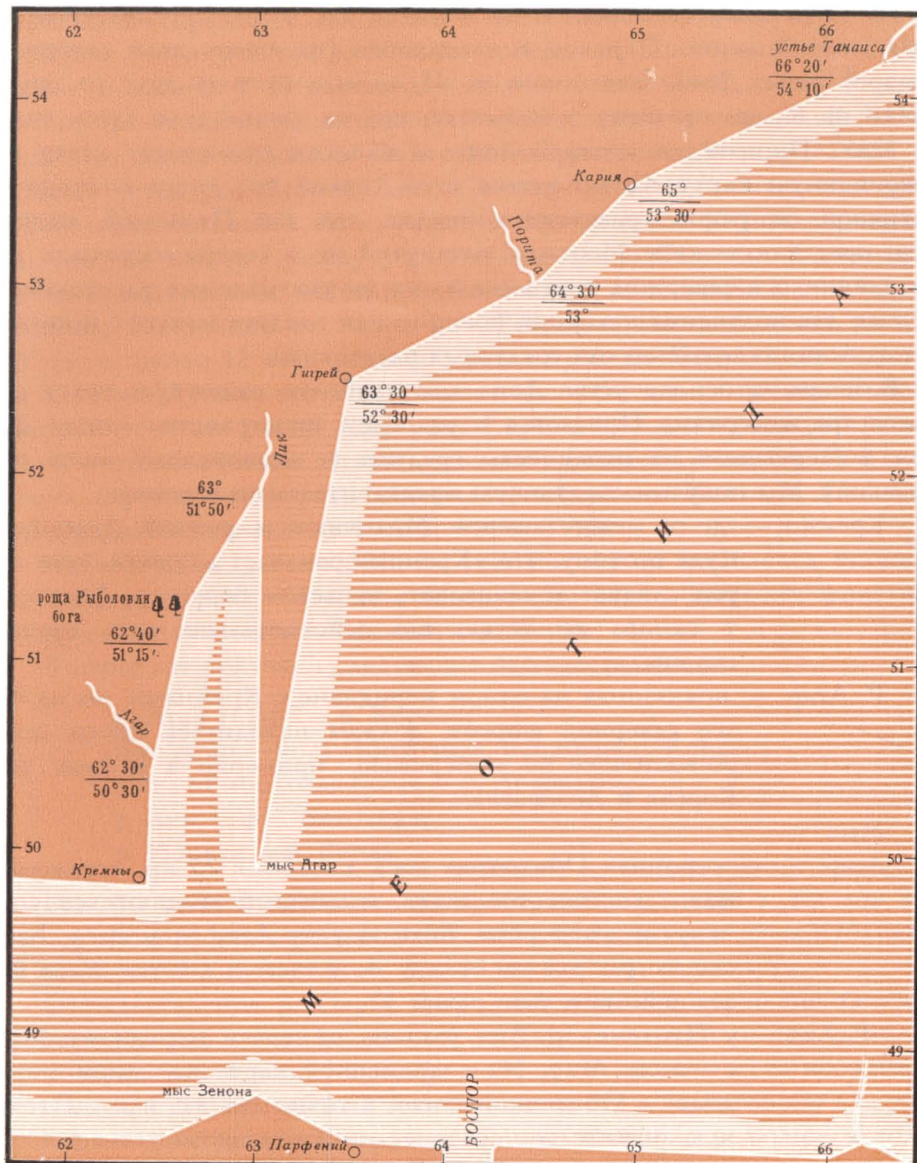 62
63
64
65
66
устье Танаиса
66°20'
54°10'
54
54
Кария
65°
53°30'
Порита
53
53
64°30'
53°
А
Гигрей
63°30'
52°30'
Д
Лик
52
52
63°
51°50'
И
роща Рыболовли
бога
62°40'
51°15'
51
51
Т
Агар
62°30'
50°30'
О
50
50
Кремны
мыс Агар
Е
М
49
49
мыс Зенона
БОСПОР
Парфений
62
63
64
65
66